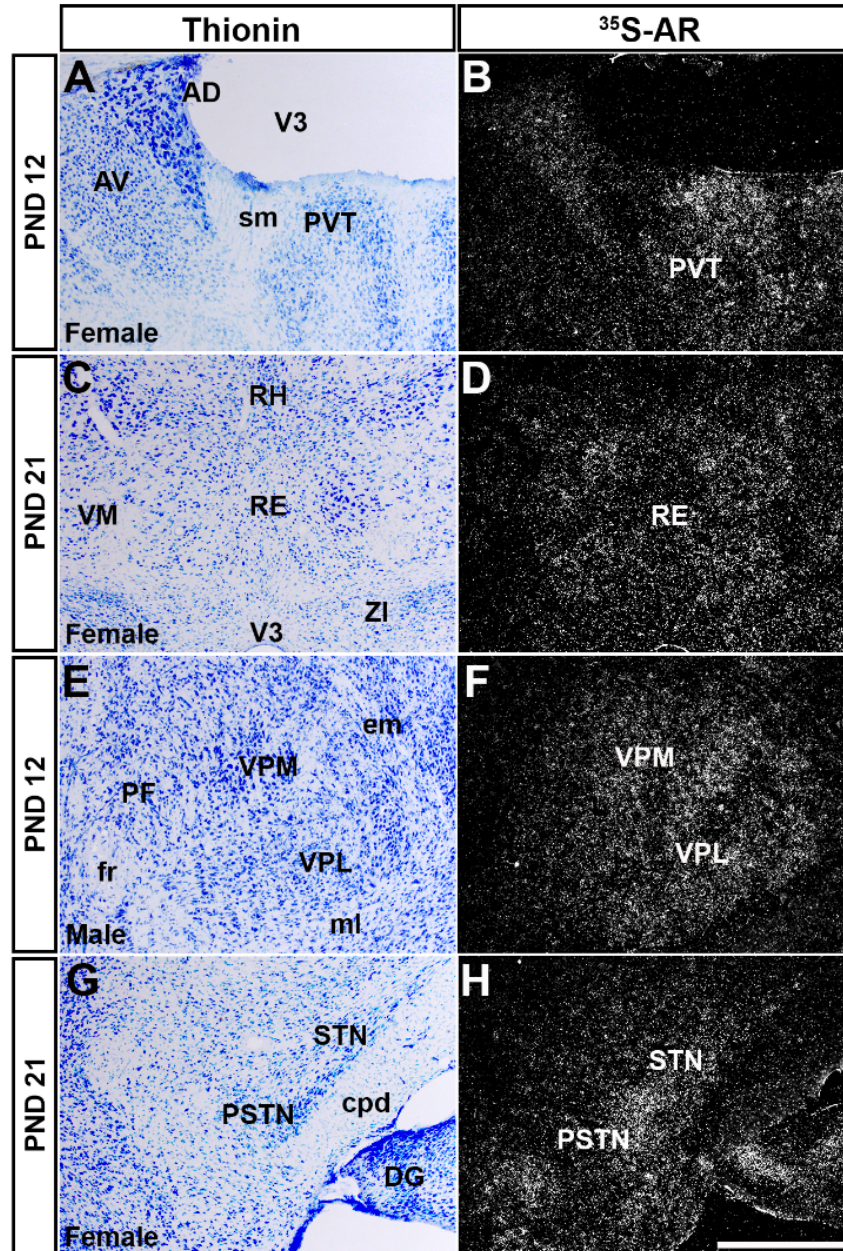 Thionin
³⁵S-AR
PND 12
A
AD
V3
AV
sm
PVT
Female
B
PVT
PND 21
C
RH
VM
RE
ZI
Female
V3
D
RE
PND 12
E
em
VPM
PF
fr
VPL
ml
Male
F
VPM
VPL
PND 21
G
STN
PSTN
cpd
DG
Female
H
STN
PSTN